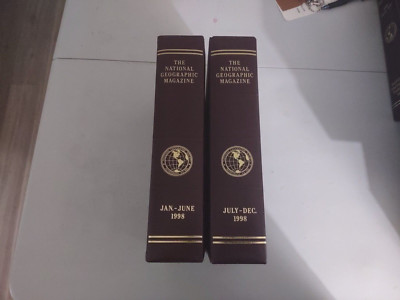 THE
NATIONAL
GEOGRAPHIC
MAGAZINE
JAN.-JUNE
1998
THE
NATIONAL
GEOGRAPHIC
MAGAZINE
JULY-DEC.
1998